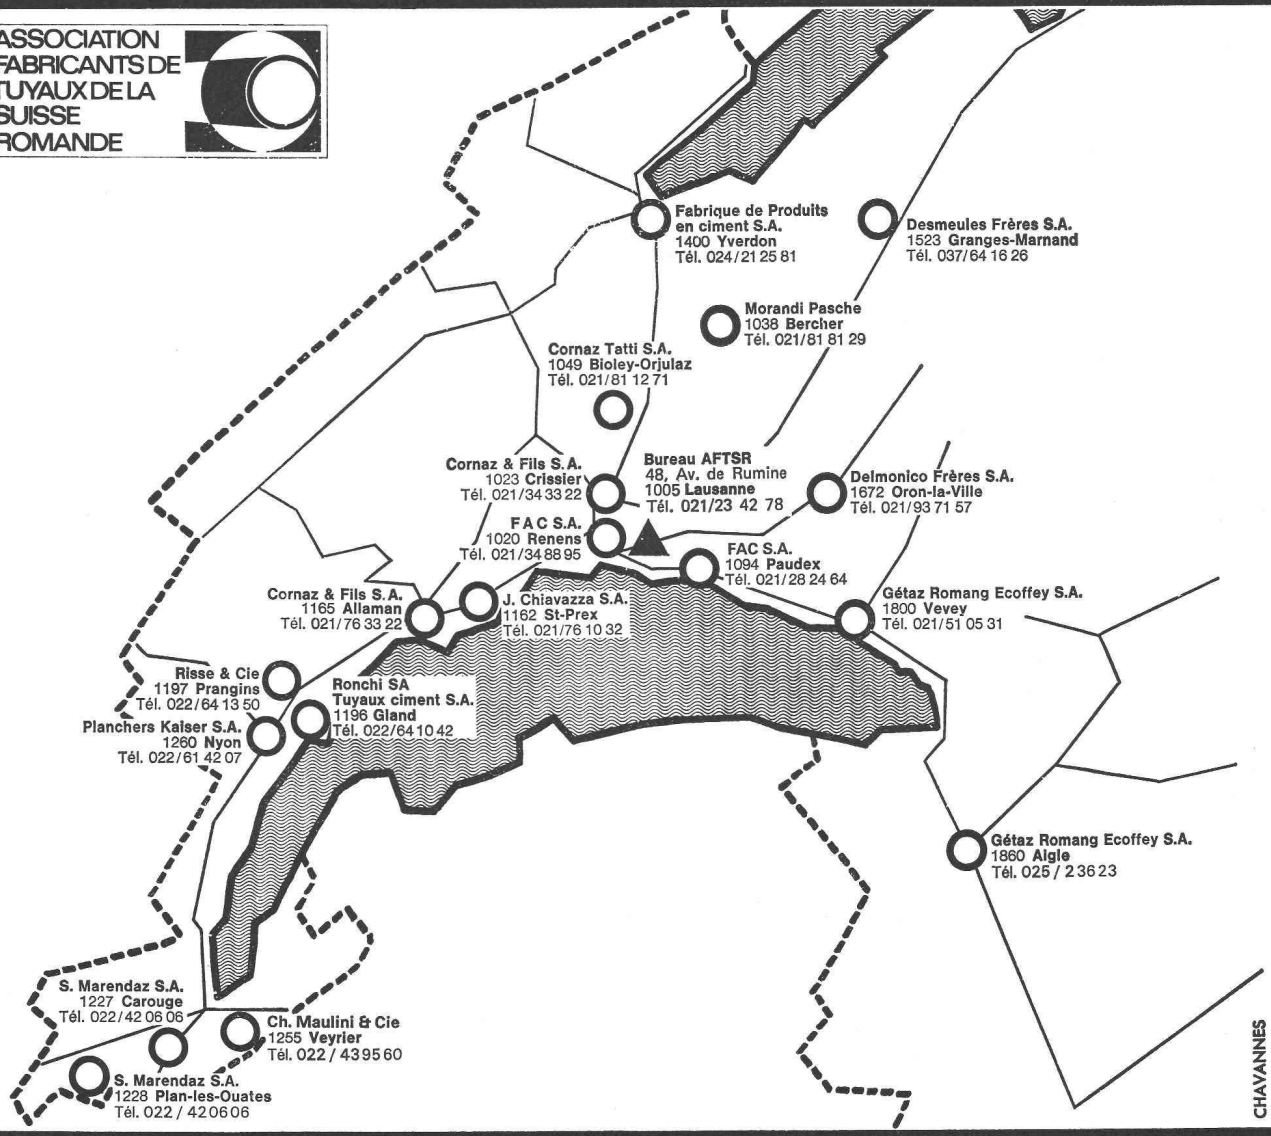 ASSOCIATION
FABRICANTS DE
TUYAUX DE LA
SUISSE
ROMANDE
Fabrique de Produits
en ciment S.A.
1400 Yverdon
Tél. 024/21 25 81
Desmeules Frères S.A.
1523 Granges-Marnand
Tél. 037/64 16 26
Morandi Pasche
1038 Bercher
Tél. 021/81 81 29
Cornaz Tatti S.A.
1049 Bioley-Orjulaz
Tél. 021/81 12 71
Cornaz & Fils S.A.
1023 Crissier
Tél. 021/34 33 22
Bureau AFTSR
48, Av. de Rumine
1005 Lausanne
Tél. 021/23 42 78
Delmonico Frères S.A.
1672 Oron-la-Ville
Tél. 021/93 71 57
FAC S.A.
1020 Renens
Tél. 021/34 88 95
FAC S.A.
1094 Paudex
Tél. 021/28 24 64
Cornaz & Fils S.A.
1165 Allaman
Tél. 021/76 33 22
J. Chiavazza S.A.
1162 St-Prex
Tél. 021/76 10 32
Gétaz Romang Ecoffey S.A.
1800 Vevey
Tél. 021/51 05 31
Risse & Cie
1197 Prangins
Tél. 022/64 13 50
Ronchi SA
Tuyaux ciment S.A.
1196 Gland
Tél. 022/64 10 42
Planchers Kaiser S.A.
1260 Nyon
Tél. 022/61 42 07
Gétaz Romang Ecoffey S.A.
1860 Aigle
Tél. 025 / 2 36 23
S. Marendaz S.A.
1227 Carouge
Tél. 022/42 06 06
Ch. Maulini & Cie
1255 Veyrier
Tél. 022 / 43 95 60
S. Marendaz S.A.
1228 Plan-les-Ouates
Tél. 022 / 42 06 06
CHAVANNES